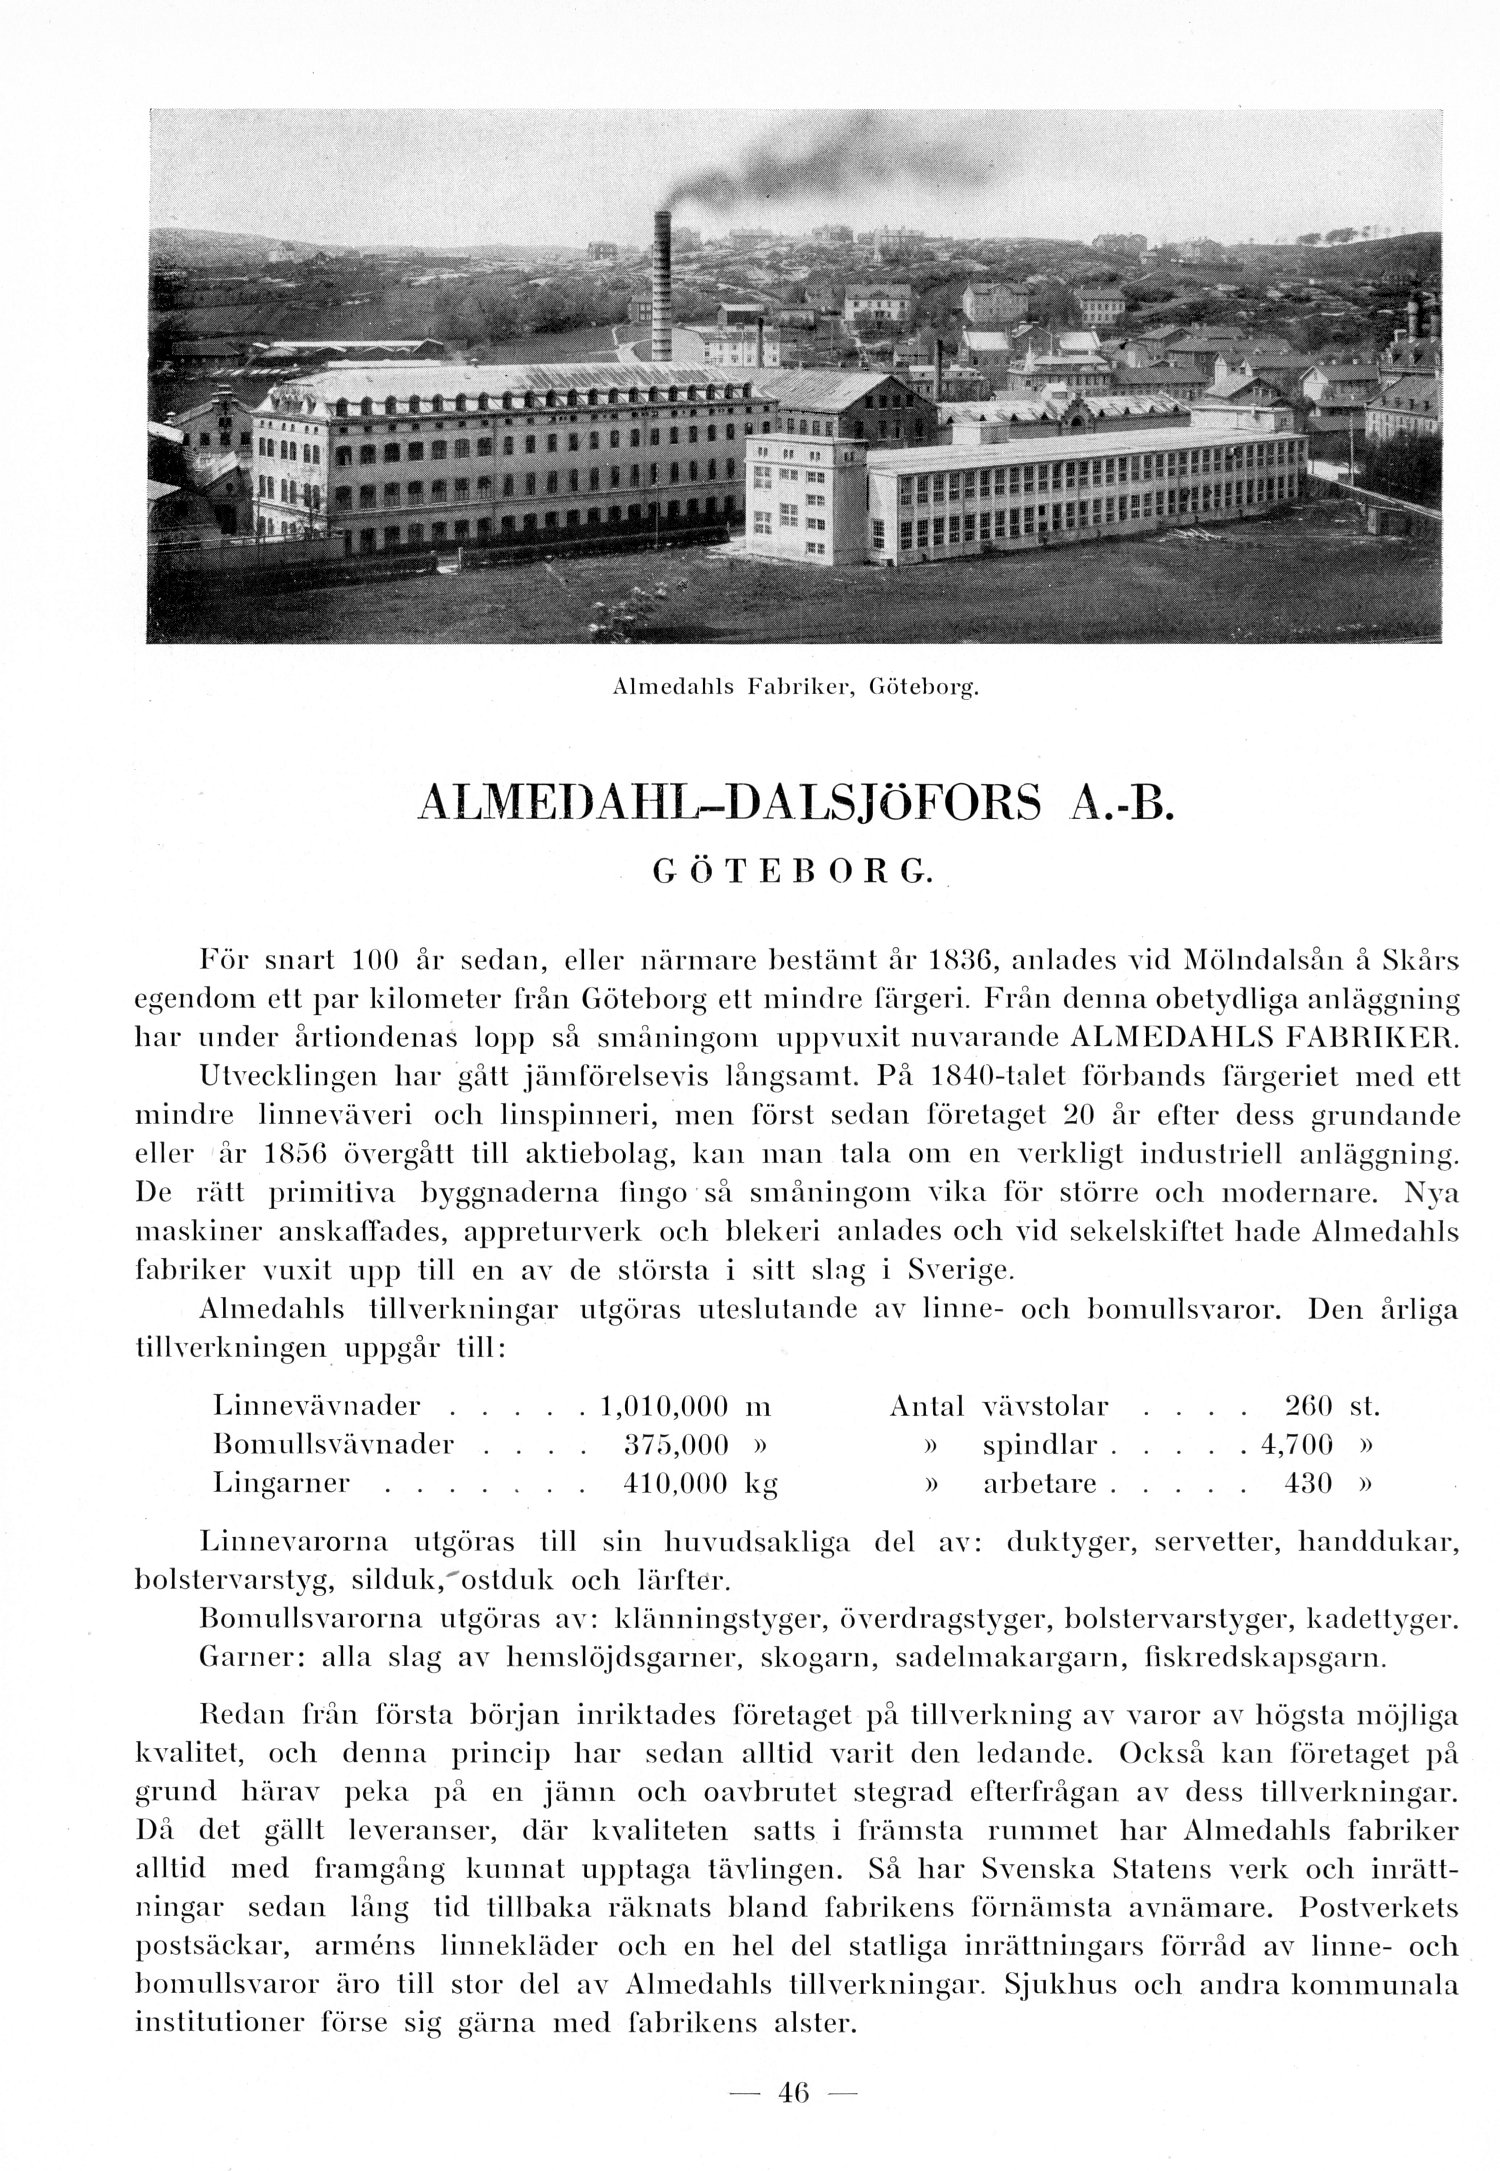 Almedahls Fabriker, Göteborg.
ALMEDAHL–DALSJÖFORS A.-B.
GÖTEBORG.
För snart 100 år sedan, eller närmare bestämt år 1836, anlades vid Mölndalsån å Skårs
egendom ett par kilometer från Göteborg ett mindre färgeri. Från denna obetydliga anläggning
har under årtiondenas lopp så småningom uppvuxit nuvarande ALMEDAHLS FABRIKER.
Utvecklingen har gått jämförelsevis långsamt. På 1840-talet förbands färgeriet med ett
mindre linneväveri och linspinneri, men först sedan företaget 20 år efter dess grundande
eller år 1856 övergått till aktiebolag, kan man tala om en verkligt industriell anläggning.
De rätt primitiva byggnaderna fingo så småningom vika för större och modernare. Nya
maskiner anskaffades, appreturverk och blekeri anlades och vid sekelskiftet hade Almedahls
fabriker vuxit upp till en av de största i sitt slag i Sverige.
Almedahls tillverkningar utgöras uteslutande av linne- och bomullsvaror. Den årliga
tillverkningen uppgår till:
Linnevävnader . . . . . 1,010,000 m Antal vävstolar . . . . 260 st.
Bomullsvävnader . . . . 375,000 » » spindlar . . . . . 4,700 »
Lingarner . . . . . . . 410,000 kg » arbetare . . . . . 430 »
Linnevarorna utgöras till sin huvudsakliga del av: duktyger, servetter, handdukar,
bolstervarstyg, silduk, ostduk och lärfter.
Bomullsvarorna utgöras av: klänningstyger, överdragstyger, bolstervarstyger, kadettyger.
Garner: alla slag av hemslöjdsgarner, skogarn, sadelmakargarn, fiskredskapsgarn.
Redan från första början inriktades företaget på tillverkning av varor av högsta möjliga
kvalitet, och denna princip har sedan alltid varit den ledande. Också kan företaget på
grund härav peka på en jämn och oavbrutet stegrad efterfrågan av dess tillverkningar.
Då det gällt leveranser, där kvaliteten satts i främsta rummet har Almedahls fabriker
alltid med framgång kunnat upptaga tävlingen. Så har Svenska Statens verk och inrätt-
ningar sedan lång tid tillbaka räknats bland fabrikens förnämsta avnämare. Postverkets
postsäckar, arméns linnekläder och en hel del statliga inrättningars förråd av linne- och
bomullsvaror äro till stor del av Almedahls tillverkningar. Sjukhus och andra kommunala
institutioner förse sig gärna med fabrikens alster.
— 46 —